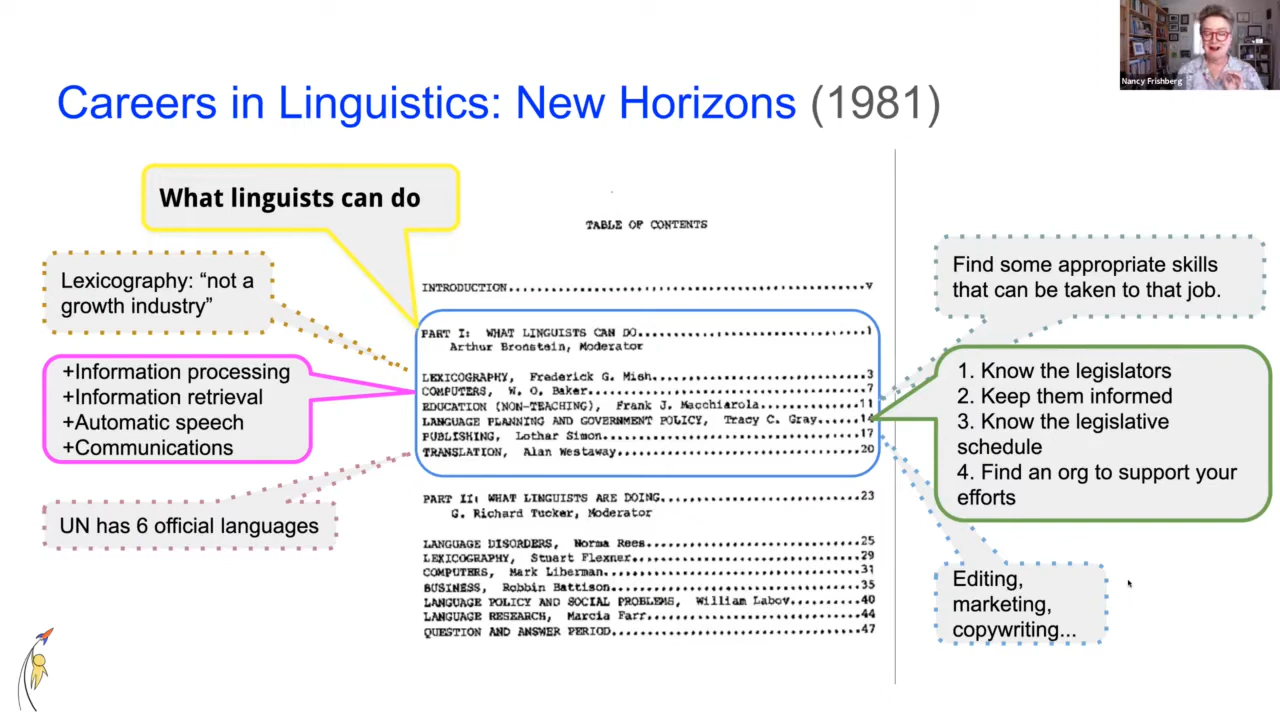 Nancy Frishberg
Careers in Linguistics: New Horizons (1981)
What linguists can do
Lexicography: “not a
growth industry”
+Information processing
+Information retrieval
+Automatic speech
+Communications
UN has 6 official languages
TABLE OF CONTENTS
INTRODUCTION...............................................................v
PART I: WHAT LINGUISTS CAN DO........................................1
Arthur Bronstein, Moderator
LEXICOGRAPHY, Frederick G. Mish......................................3
COMPUTERS, W. O. Baker...............................................7
EDUCATION (NON-TEACHING), Frank J. Macchiarola..............11
LANGUAGE PLANNING AND GOVERNMENT POLICY, Tracy C. Gray.....14
PUBLISHING, Lothar Simon............................................17
TRANSLATION, Alan Westaway..........................................20
PART II: WHAT LINGUISTS ARE DOING....................................23
G. Richard Tucker, Moderator
LANGUAGE DISORDERS, Norma Rees......................................25
LEXICOGRAPHY, Stuart Flexner........................................29
COMPUTERS, Mark Liberman............................................31
BUSINESS, Robbin Battison...........................................35
LANGUAGE POLICY AND SOCIAL PROBLEMS, William Labov..........40
LANGUAGE RESEARCH, Marcia Farr......................................44
QUESTION AND ANSWER PERIOD..........................................47
Find some appropriate skills
that can be taken to that job.
1. Know the legislators
2. Keep them informed
3. Know the legislative
schedule
4. Find an org to support your
efforts
Editing,
marketing,
copywriting...